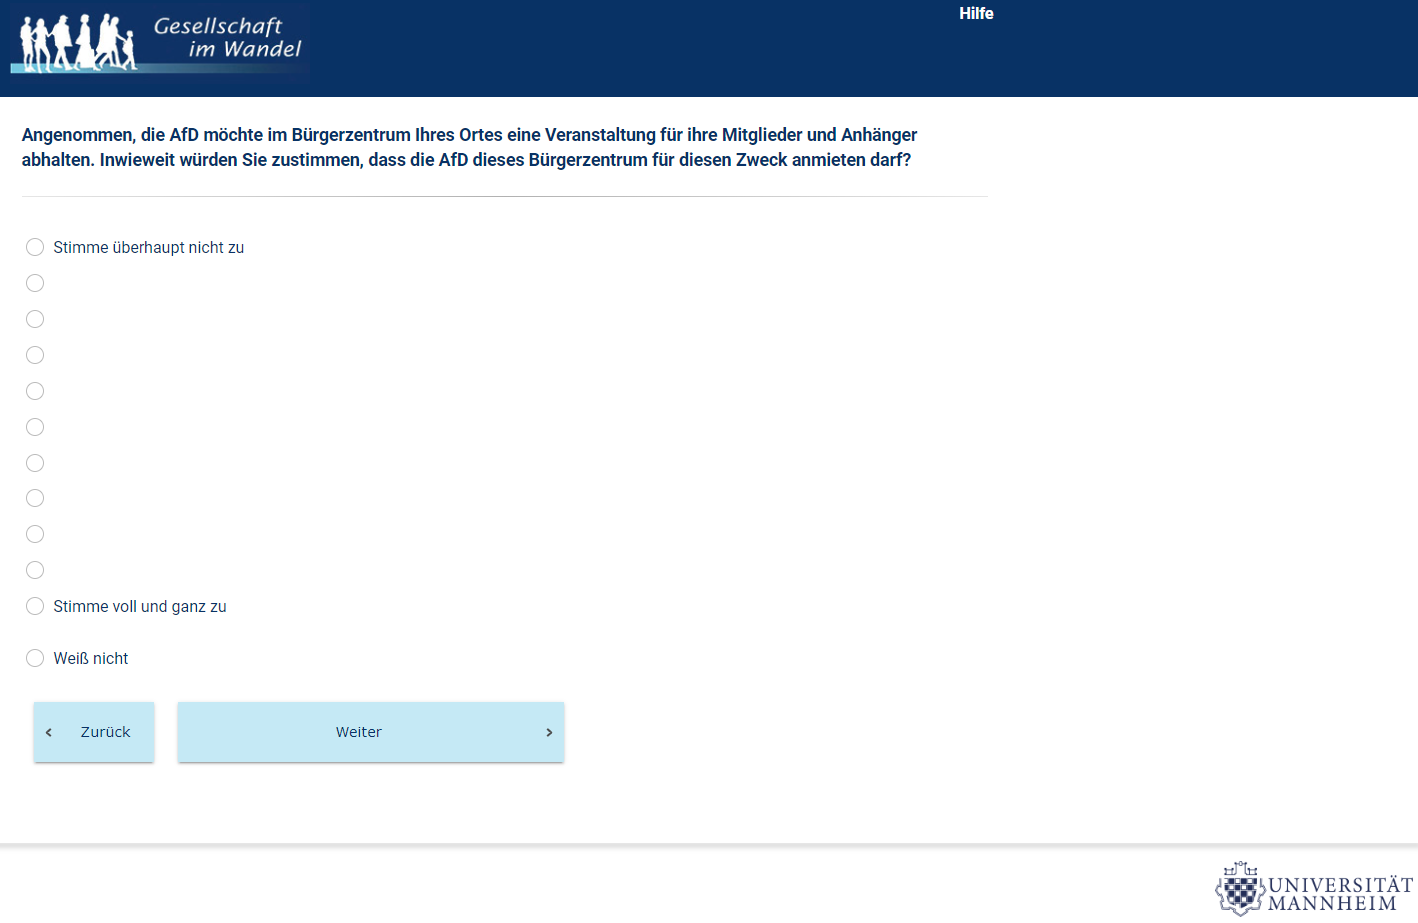 Gesellschaft
im Wandel
Hilfe
Angenommen, die AfD möchte im Bürgerzentrum Ihres Ortes eine Veranstaltung für ihre Mitglieder und Anhänger
abhalten. Inwieweit würden Sie zustimmen, dass die AfD dieses Bürgerzentrum für diesen Zweck anmieten darf?
Stimme überhaupt nicht zu
Stimme voll und ganz zu
Weiß nicht
Zurück
Weiter
UNIVERSITÄT
MANNHEIM